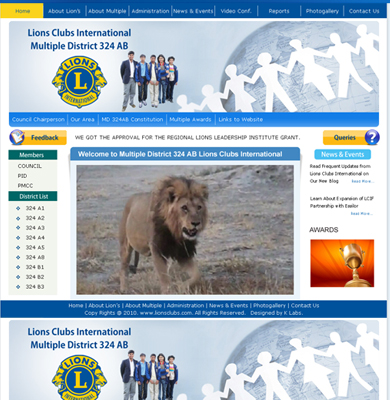 Home About Lion's About Multiple Administration News & Events Video Conf. Reports Photogallery Contact Us
Lions Clubs International
Multiple District 324 AB
LIONS
L
INTERNATIONAL
Council Chairperson Our Area MD 324AB Constitution Multiple Awards Links to Website
Feedback
WE GOT THE APPROVAL FOR THE REGIONAL LIONS LEADERSHIP INSTITUTE GRANT.
Queries
Members
COUNCIL
PID
PMCC
District List
324 A1
324 A2
324 A3
324 A4
324 A5
324 A8
324 B1
324 B2
324 B3
Welcome to Multiple District 324 AB Lions Clubs International
News & Events
Read Frequent Updates from
Lions Clubs International on
Our New Blog
Read More...
Learn About Expansion of LCIF
Partnership with Essilor
Read More...
AWARDS
Home | About Lion's | About Multiple | Administration | News & Events | Photogallery | Contact Us
Copy Rights @ 2010. www.lionsclubs.com. All Rights Reserved. Designed by K Labs.
Lions Clubs International
Multiple District 324 AB
LIONS
L
INTERNATIONAL